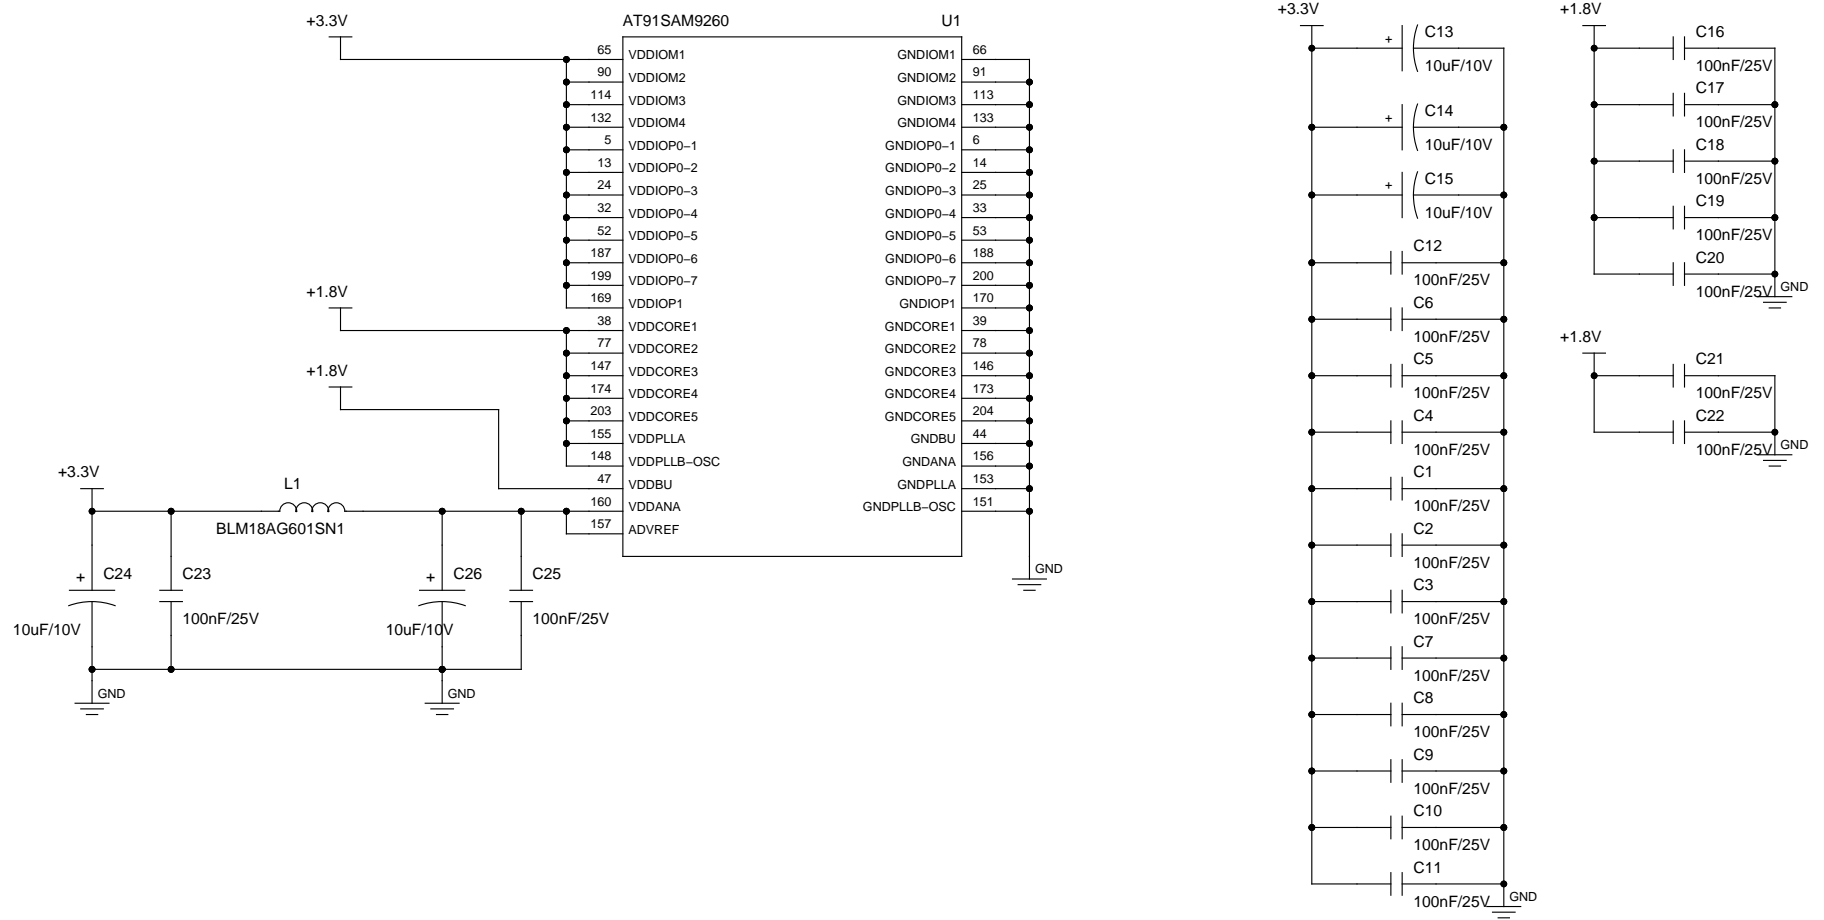 +3.3V
AT91SAM9260
U1
65
VDDIOM1
GNDIOM1
66
90
VDDIOM2
GNDIOM2
91
114
VDDIOM3
GNDIOM3
113
132
VDDIOM4
GNDIOM4
133
5
VDDIOP0-1
GNDIOP0-1
6
13
VDDIOP0-2
GNDIOP0-2
14
24
VDDIOP0-3
GNDIOP0-3
25
32
VDDIOP0-4
GNDIOP0-4
33
52
VDDIOP0-5
GNDIOP0-5
53
187
VDDIOP0-6
GNDIOP0-6
188
199
VDDIOP0-7
GNDIOP0-7
200
169
VDDIOP1
GNDIOP1
170
+1.8V
38
VDDCORE1
GNDCORE1
39
77
VDDCORE2
GNDCORE2
78
147
VDDCORE3
GNDCORE3
146
+1.8V
174
VDDCORE4
GNDCORE4
173
203
VDDCORE5
GNDCORE5
204
155
VDDPLLA
GNDBU
44
148
VDDPLLB-OSC
GNDANA
156
47
VDDBU
GNDPLLA
153
160
VDDANA
GNDPLLB-OSC
151
157
ADVREF
GND
+3.3V
L1
BLM18AG601SN1
+
C24
10uF/10V
C23
100nF/25V
+
C26
10uF/10V
C25
100nF/25V
GND
GND
+3.3V
+
C13
10uF/10V
+
C14
10uF/10V
+
C15
10uF/10V
C12
100nF/25V
C6
100nF/25V
C5
100nF/25V
C4
100nF/25V
C1
100nF/25V
C2
100nF/25V
C3
100nF/25V
C7
100nF/25V
C8
100nF/25V
C9
100nF/25V
C10
100nF/25V
C11
100nF/25V
GND
+1.8V
C16
100nF/25V
C17
100nF/25V
C18
100nF/25V
C19
100nF/25V
C20
100nF/25V
GND
+1.8V
C21
100nF/25V
C22
100nF/25V
GND